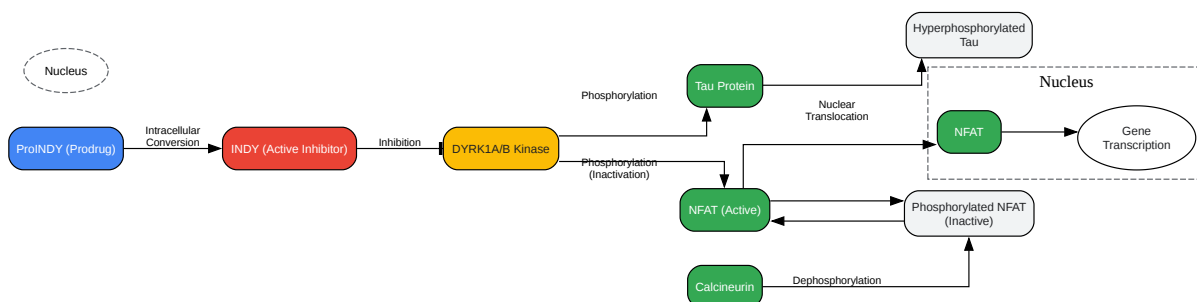 Hyperphosphorylated
Tau
Nucleus
Nucleus
Tau Protein
Phosphorylation
Nuclear
Translocation
ProINDY (Prodrug)
Intracellular
Conversion
INDY (Active Inhibitor)
Inhibition
DYRK1A/B Kinase
NFAT
Gene
Transcription
Phosphorylation
(Inactivation)
NFAT (Active)
Phosphorylated NFAT
(Inactive)
Calcineurin
Dephosphorylation